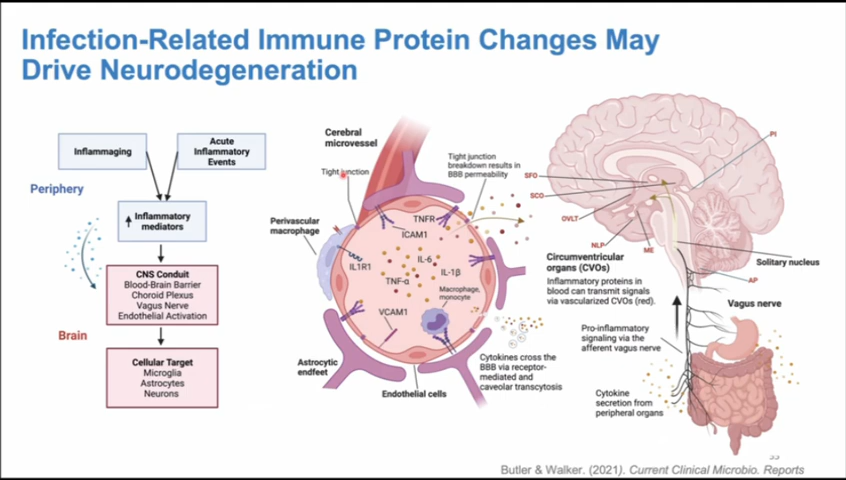 Infection-Related Immune Protein Changes May
Drive Neurodegeneration
Inflammaging
Acute
Inflammatory
Events
Periphery
Inflammatory
mediators
CNS Conduit
Blood-Brain Barrier
Choroid Plexus
Vagus Nerve
Endothelial Activation
Brain
Cellular Target
Microglia
Astrocytes
Neurons
Cerebral
microvessel
Tight junction
Tight junction
breakdown results in
BBB permeability
Perivascular
macrophage
TNFR
ICAM1
IL1R1
IL-6
IL-1β
TNF-α
Macrophage,
monocyte
VCAM1
Astrocytic
endfeet
Endothelial cells
Cytokines cross the
BBB via receptor-
mediated and
caveolar transcytosis
PI
SFO
SCO
OVLT
NLP
ME
Circumventricular
organs (CVOs)
Inflammatory proteins in
blood can transmit signals
via vascularized CVOs (red).
Solitary nucleus
AP
Vagus nerve
Pro-inflammatory
signaling via the
afferent vagus nerve
Cytokine
secretion from
peripheral organs
Butler & Walker. (2021). Current Clinical Microbio. Reports